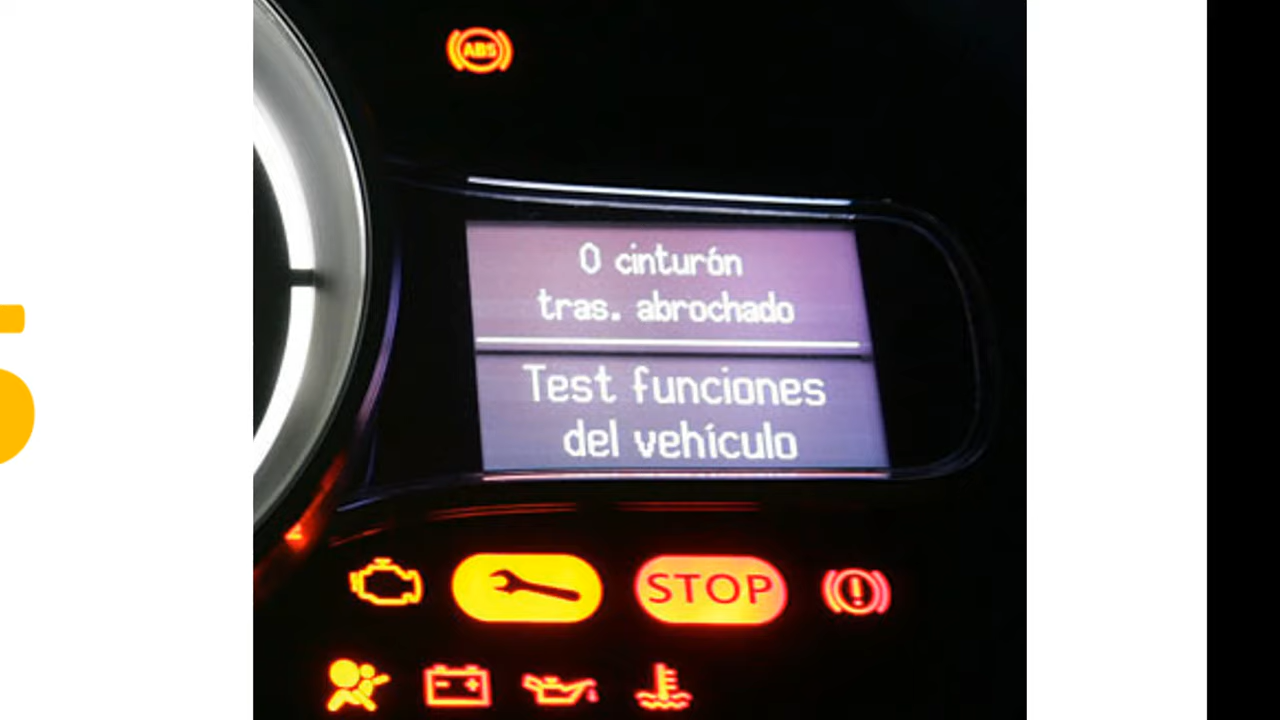 ABS
0 cinturón
tras. abrochado
Test funciones
del vehículo
STOP